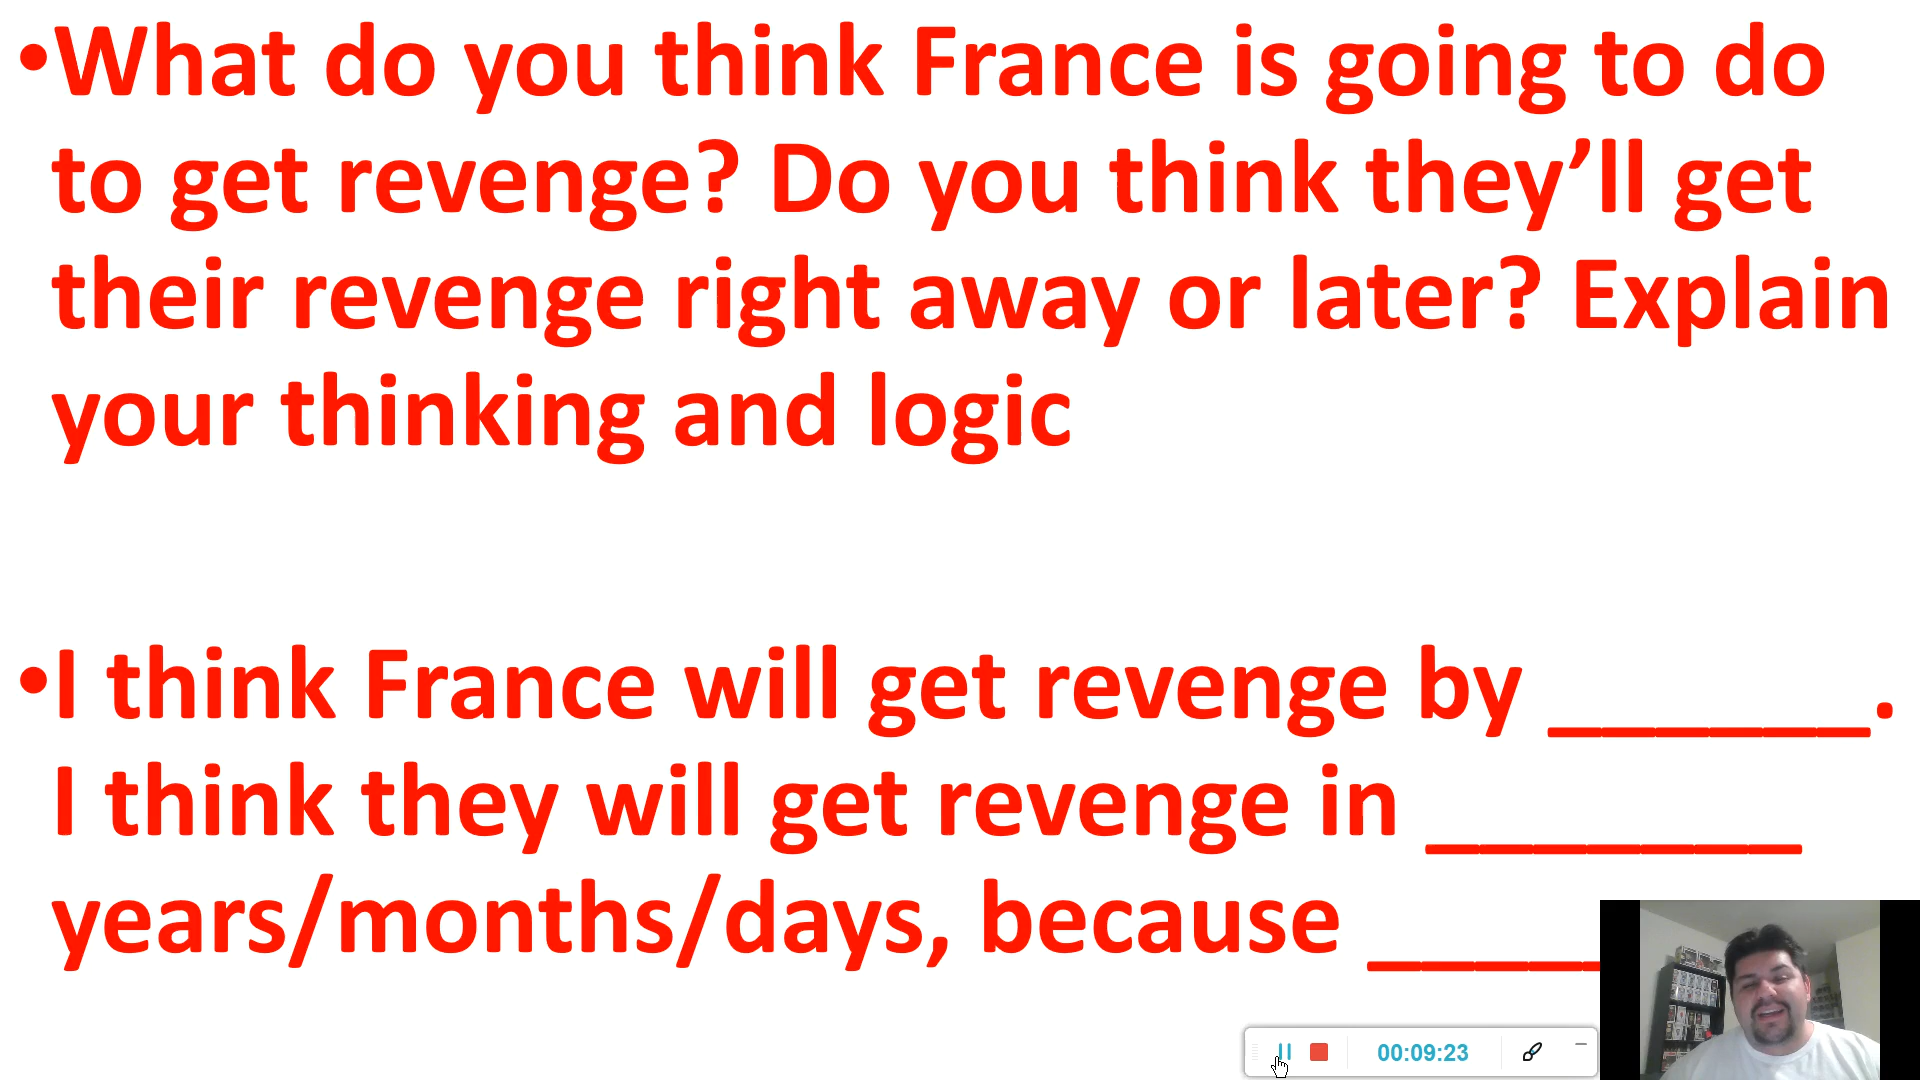 •What do you think France is going to do
to get revenge? Do you think they’ll get
their revenge right away or later? Explain
your thinking and logic
•I think France will get revenge by ______.
I think they will get revenge in _______
years/months/days, because _____
00:09:23